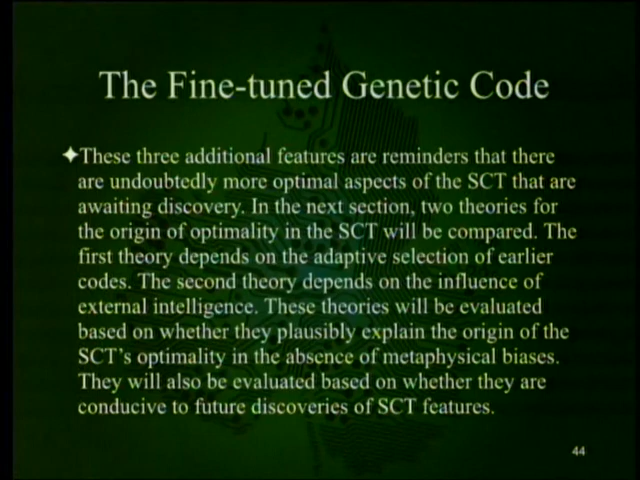 The Fine-tuned Genetic Code
✦These three additional features are reminders that there
are undoubtedly more optimal aspects of the SCT that are
awaiting discovery. In the next section, two theories for
the origin of optimality in the SCT will be compared. The
first theory depends on the adaptive selection of earlier
codes. The second theory depends on the influence of
external intelligence. These theories will be evaluated
based on whether they plausibly explain the origin of the
SCT's optimality in the absence of metaphysical biases.
They will also be evaluated based on whether they are
conducive to future discoveries of SCT features.
44